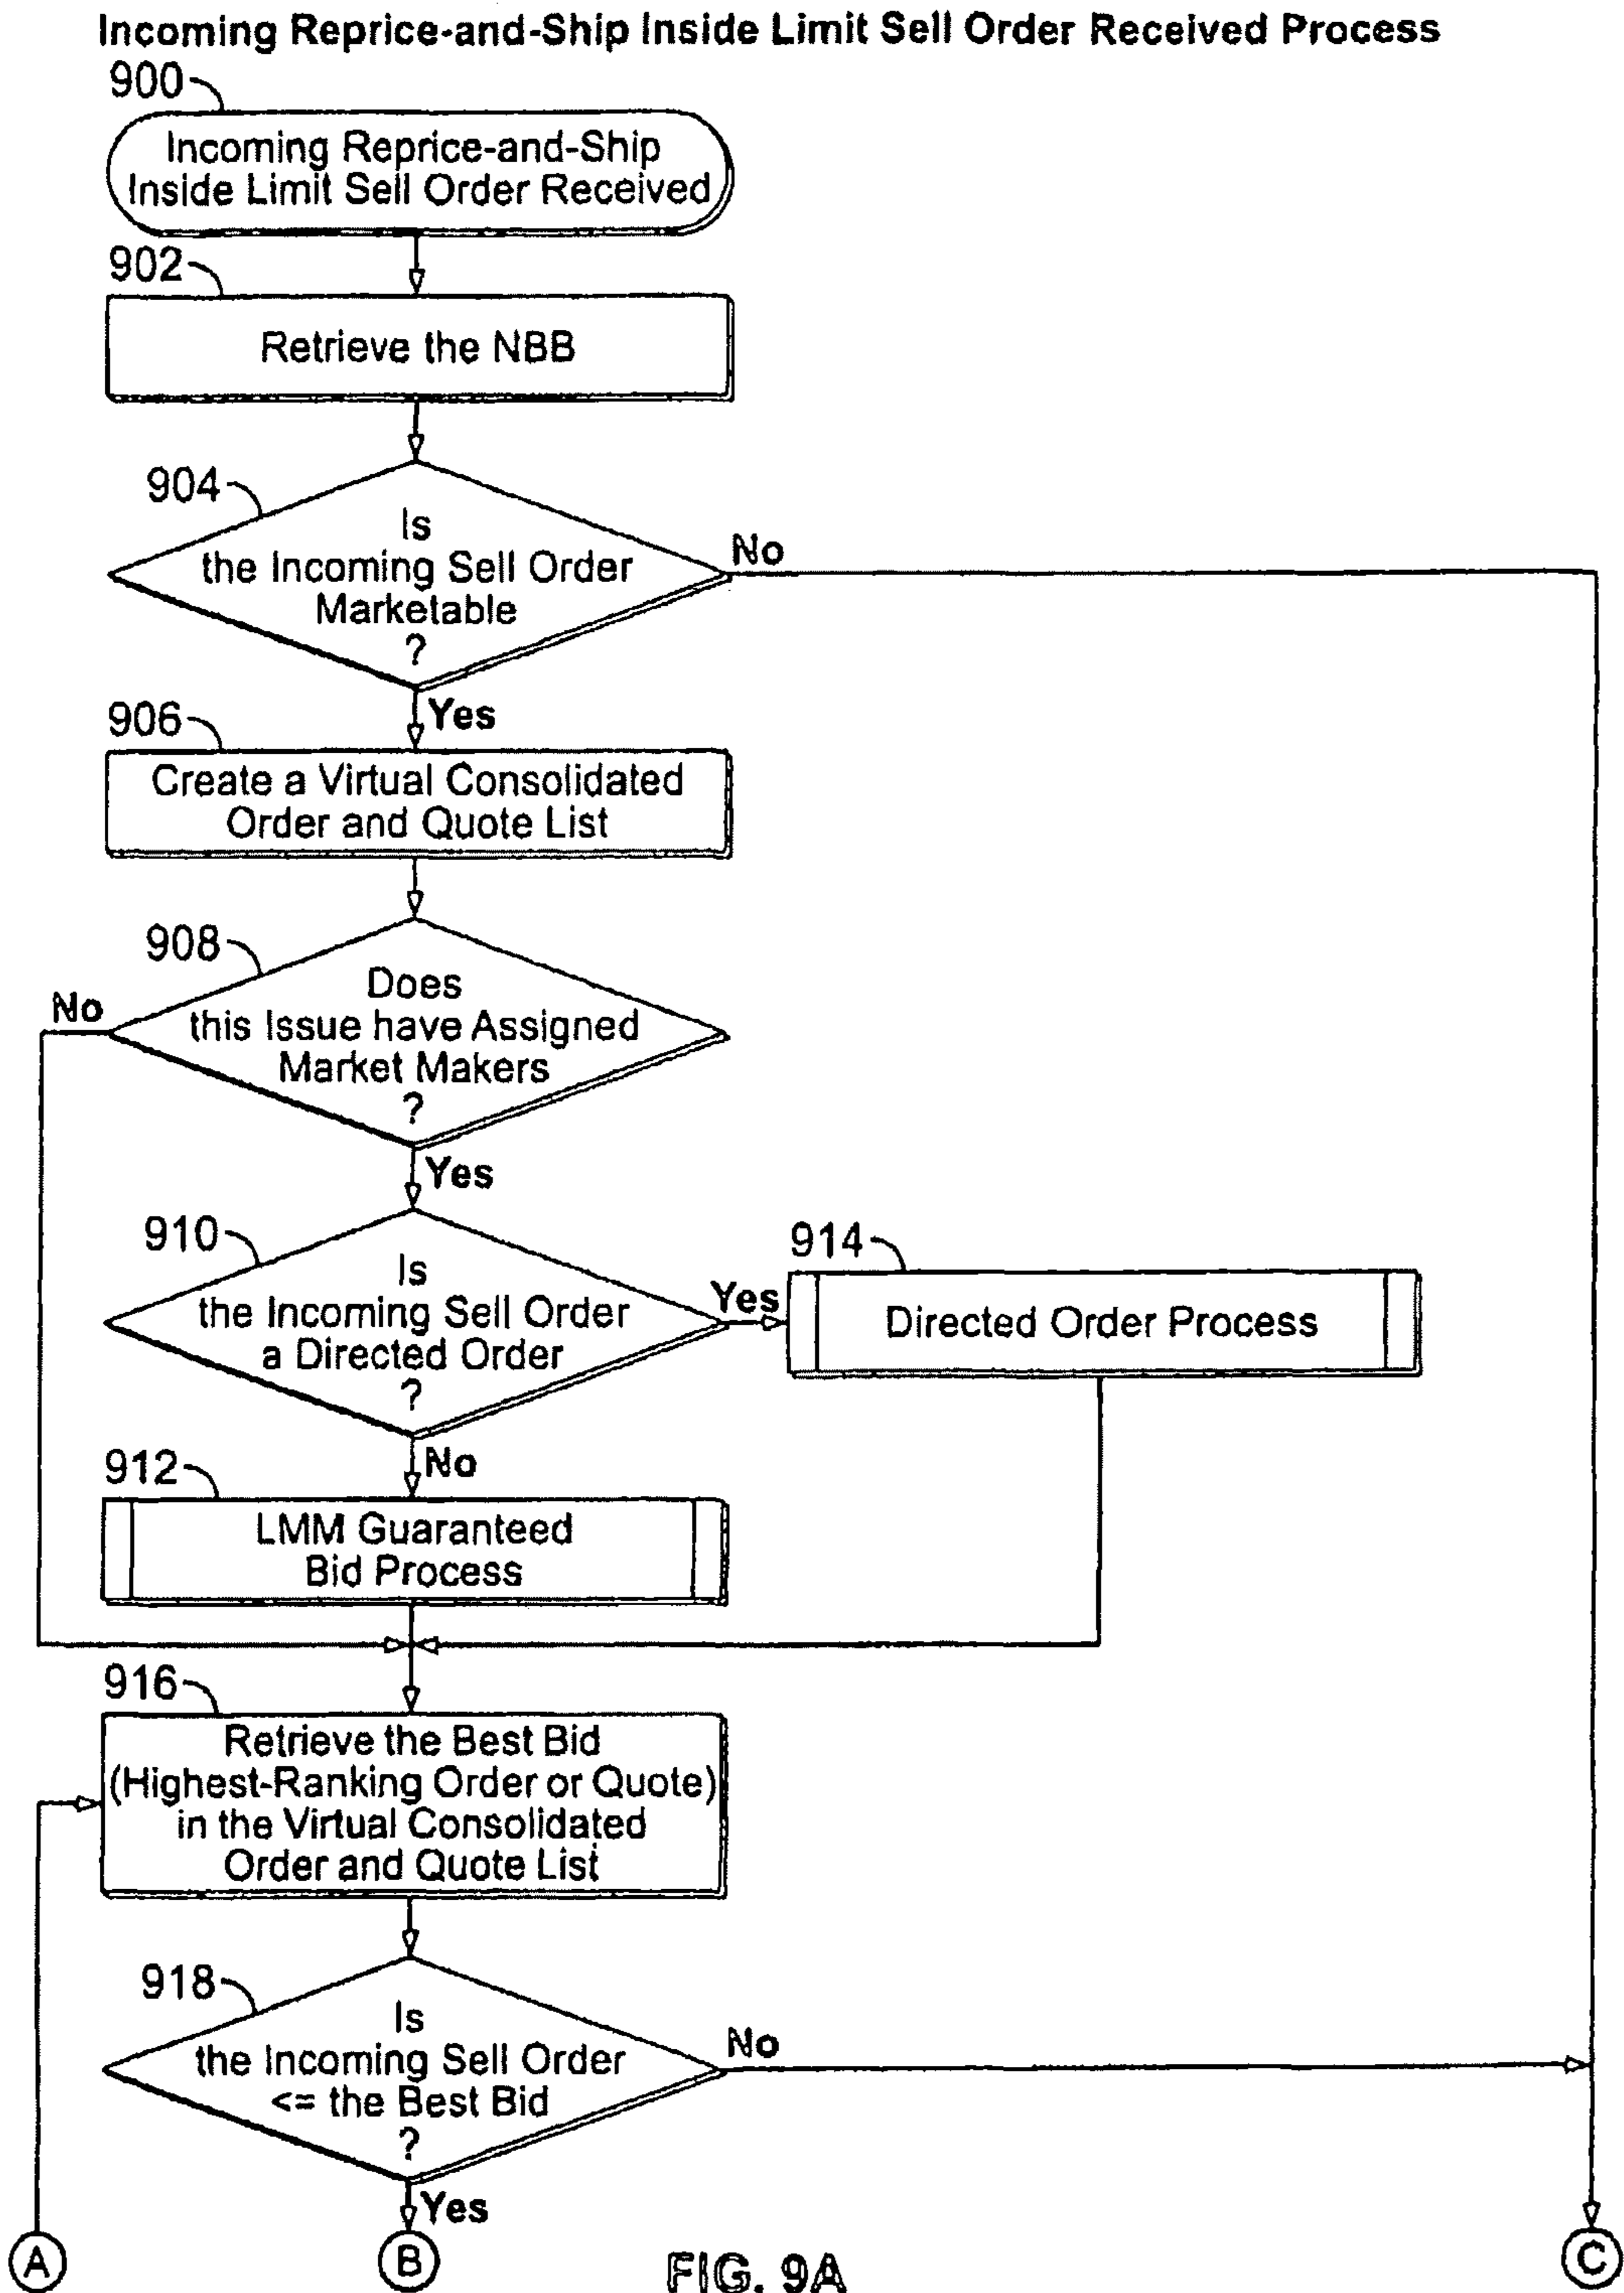 Incoming Reprice-and-Ship Inside Limit Sell Order Received Process
900
Incoming Reprice-and-Ship
Inside Limit Sell Order Received
902
Retrieve the NBB
904
Is
the Incoming Sell Order
Marketable
?
No
Yes
906
Create a Virtual Consolidated
Order and Quote List
908
Does
this Issue have Assigned
Market Makers
?
No
Yes
910
Is
the Incoming Sell Order
a Directed Order
?
Yes
914
Directed Order Process
No
912
LMM Guaranteed
Bid Process
916
Retrieve the Best Bid
(Highest-Ranking Order or Quote)
in the Virtual Consolidated
Order and Quote List
918
Is
the Incoming Sell Order
<= the Best Bid
?
No
Yes
A
B
C
FIG. 9A